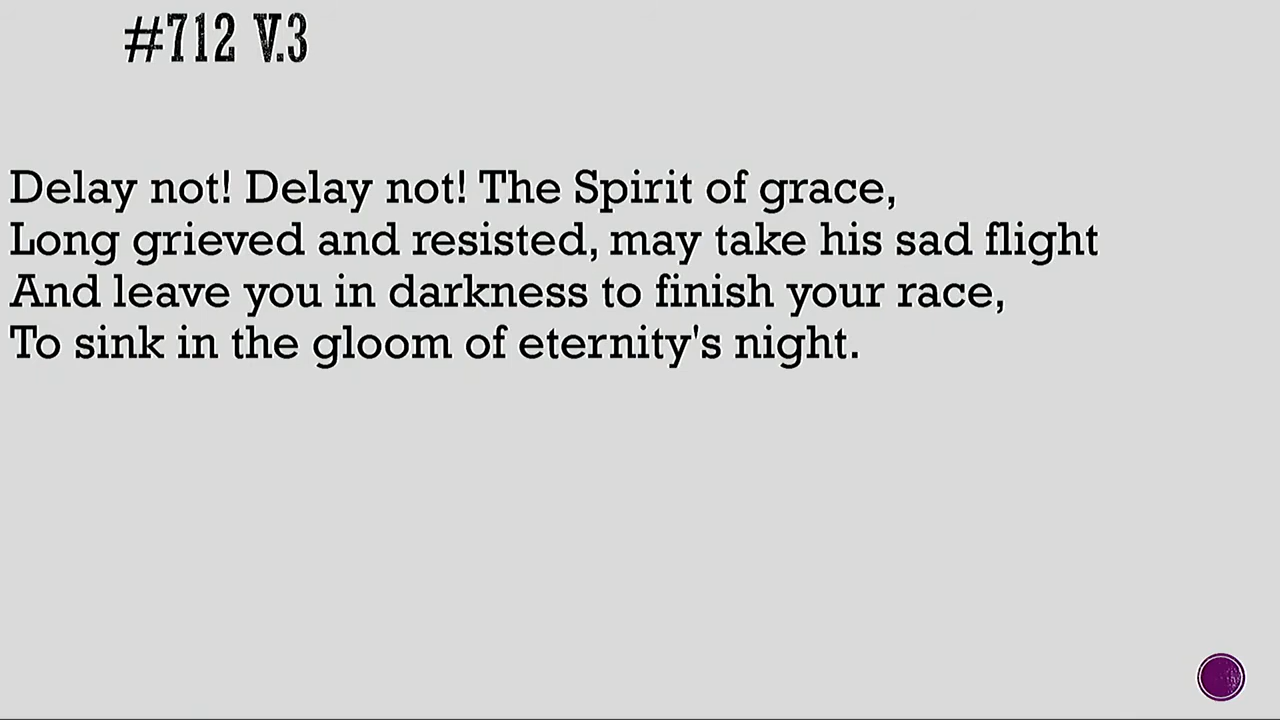 #712 V.3
Delay not! Delay not! The Spirit of grace,
Long grieved and resisted, may take his sad flight
And leave you in darkness to finish your race,
To sink in the gloom of eternity's night.